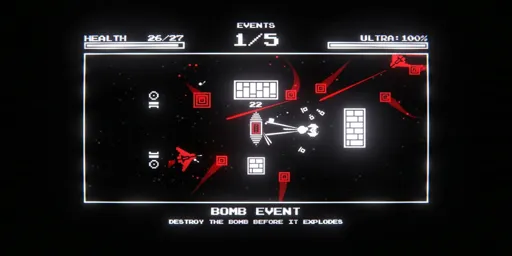 EVENTS
HEALTH 26/27
1/5
ULTRA:100%
22
BOMB EVENT
DESTROY THE BOMB BEFORE IT EXPLODES